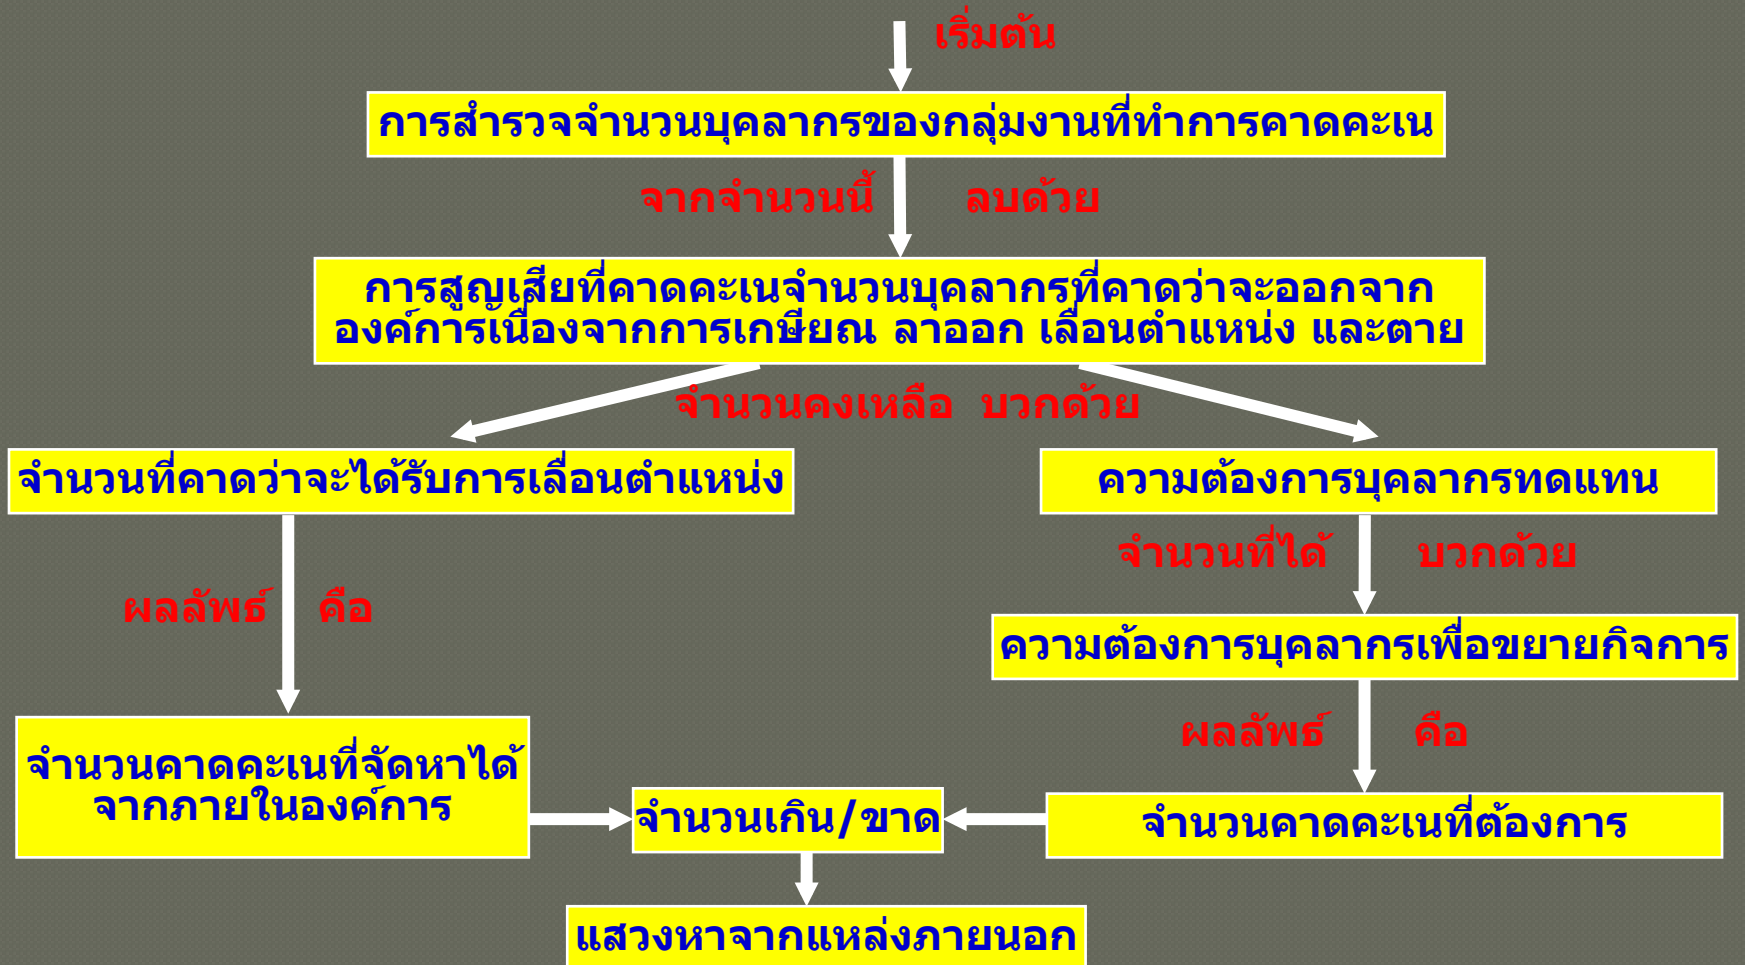 เริ่มต้น
การสำรวจจำนวนบุคลากรของกลุ่มงานที่ทำการคาดคะเน
จากจำนวนนี้ ลบด้วย
การสูญเสียที่คาดคะเนจำนวนบุคลากรที่คาดว่าจะออกจาก
องค์การเนื่องจากการเกษียณ ลาออก เลื่อนตำแหน่ง และตาย
จำนวนคงเหลือ บวกด้วย
จำนวนที่คาดว่าจะได้รับการเลื่อนตำแหน่ง
ความต้องการบุคลากรทดแทน
จำนวนที่ได้ บวกด้วย
ผลลัพธ์ คือ
ความต้องการบุคลากรเพื่อขยายกิจการ
ผลลัพธ์ คือ
จำนวนคาดคะเนที่จัดหาได้
จากภายในองค์การ
จำนวนเกิน/ขาด
จำนวนคาดคะเนที่ต้องการ
แสวงหาจากแหล่งภายนอก